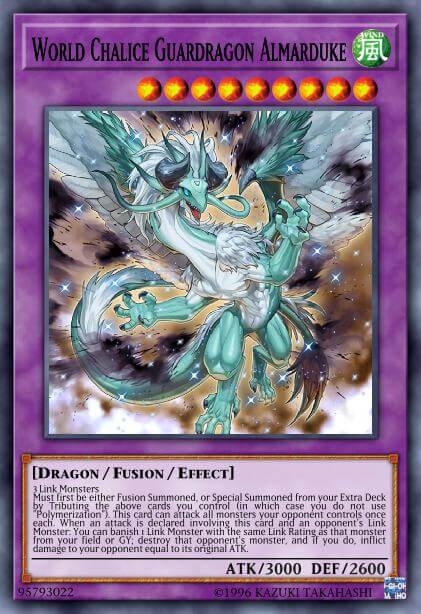 World Chalice Guardragon Almarduke
WIND
風
[Dragon / Fusion / Effect]
3 Link Monsters
Must first be either Fusion Summoned, or Special Summoned from your Extra Deck
by Tributing the above cards you control (in which case you do not use
"Polymerization"). This card can attack all monsters your opponent controls once
each. When an attack is declared involving this card and an opponent's Link
Monster: You can banish 1 Link Monster with the same Link Rating as that monster
from your field or GY; destroy that opponent's monster, and if you do, inflict
damage to your opponent equal to its original ATK.
ATK/3000 DEF/2600
95793022
©1996 KAZUKI TAKAHASHI